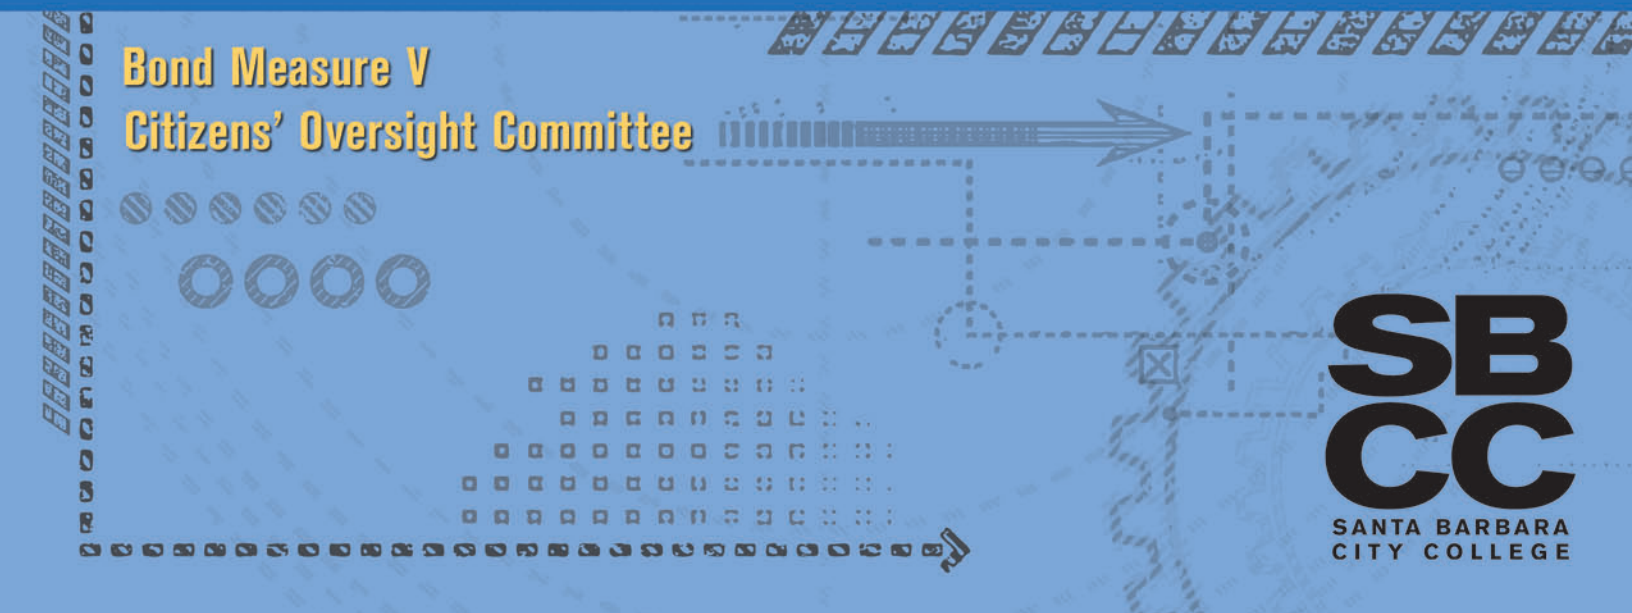 Bond Measure V
Citizens’ Oversight Committee
SB
CC
SANTA BARBARA
CITY COLLEGE